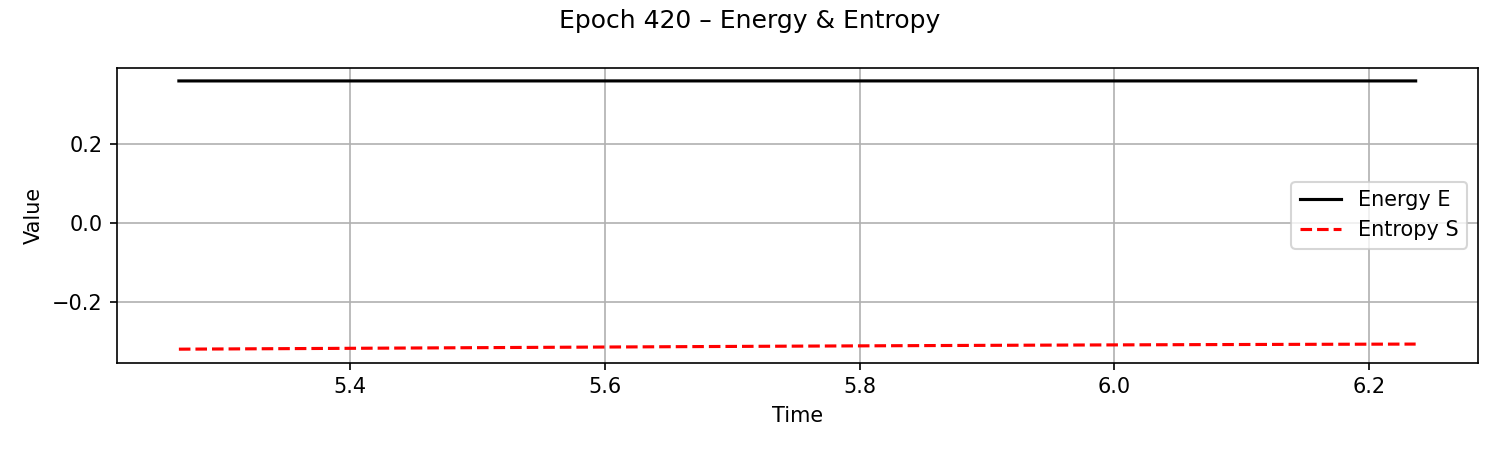 Epoch 420 – Energy & Entropy
Value
0.2
0.0
−0.2
Energy E
Entropy S
5.4
5.6
5.8
6.0
6.2
Time